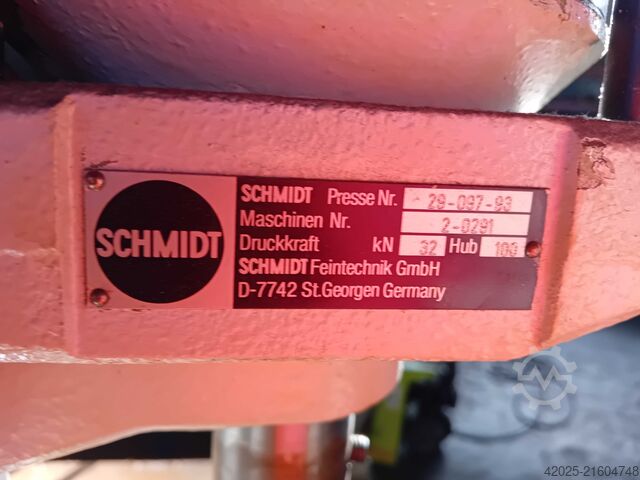 SCHMIDT
SCHMIDT Presse Nr. 29-097-93
Maschinen Nr. 2-0291
Druckkraft kN 32 Hub 100
SCHMIDT Feintechnik GmbH
D-7742 St.Georgen Germany
42025-21604748